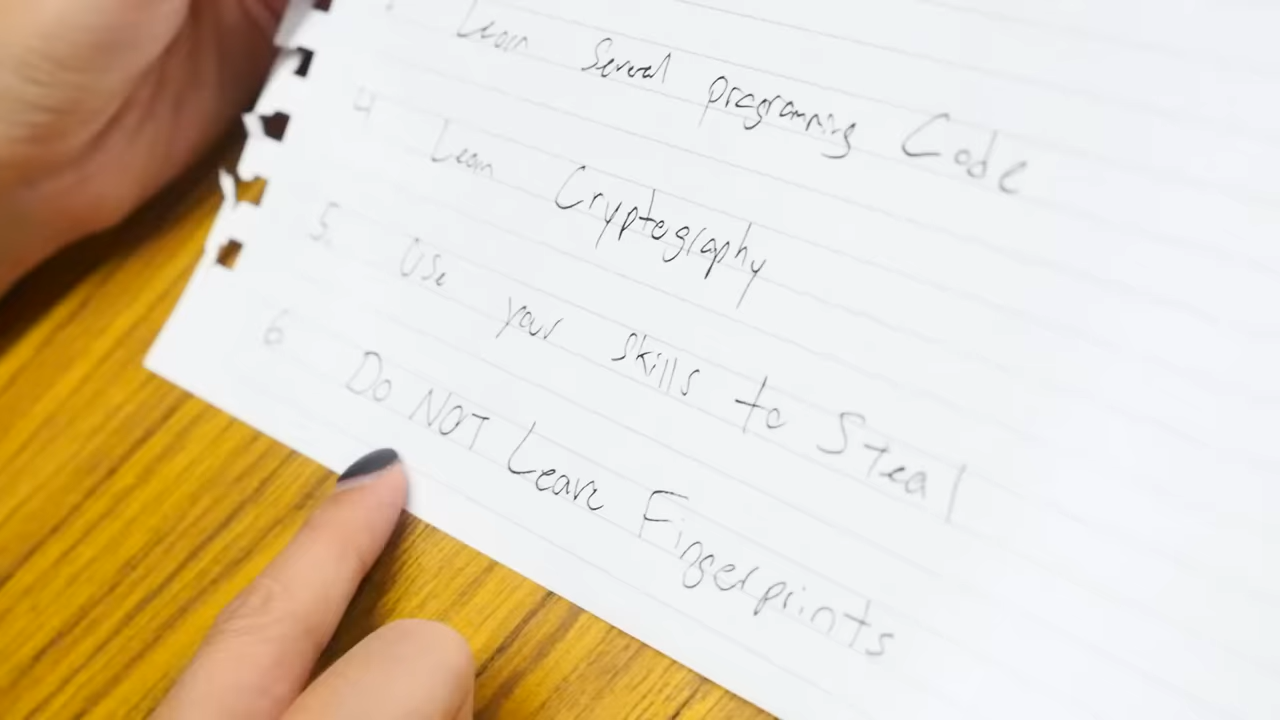 Learn Several programming Code
4 Learn Cryptography
5. Use your skills to Steal
6 Do NOT Leave Fingerprints